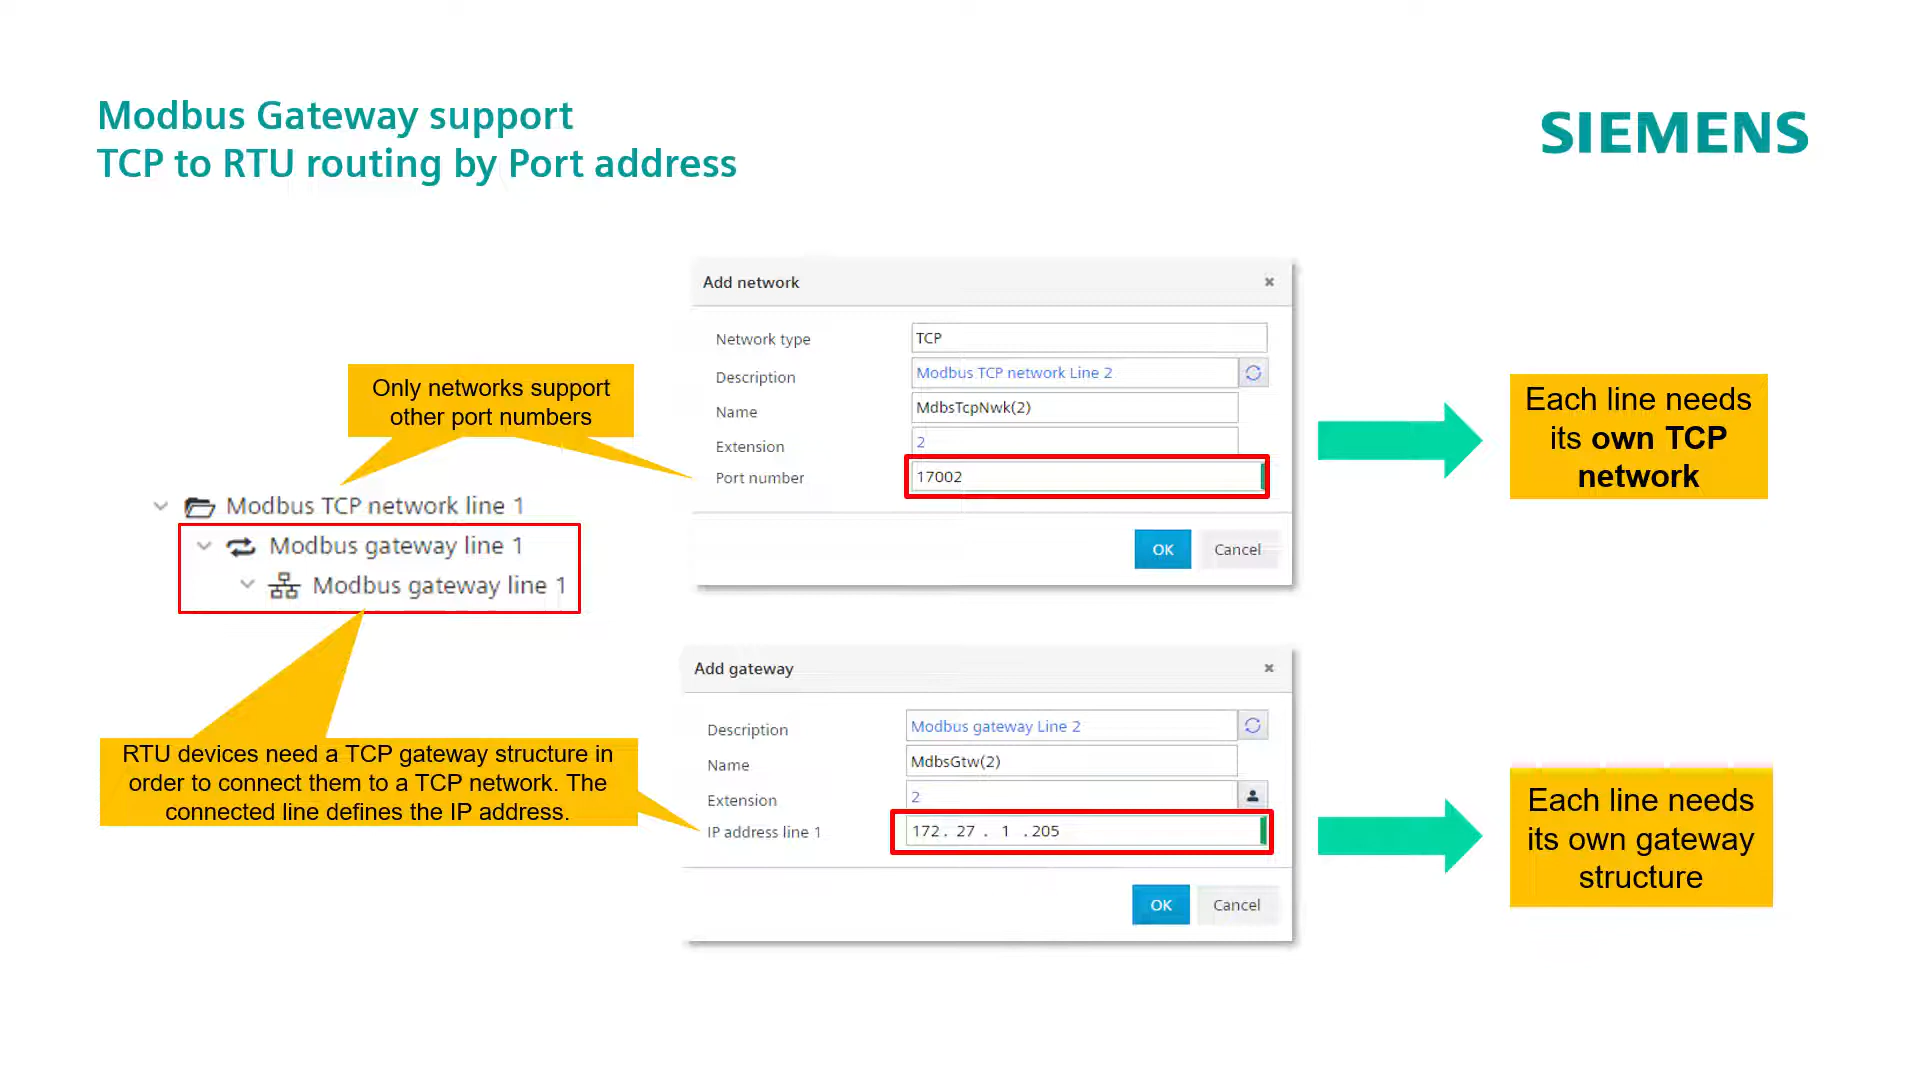 Modbus Gateway support
TCP to RTU routing by Port address
SIEMENS
Only networks support
other port numbers
Modbus TCP network line 1
Modbus gateway line 1
Modbus gateway line 1
RTU devices need a TCP gateway structure in
order to connect them to a TCP network. The
connected line defines the IP address.
Add network
Network type TCP
Description Modbus TCP network Line 2
Name MdbsTcpNwk(2)
Extension 2
Port number 17002
OK Cancel
Each line needs
its own TCP
network
Add gateway
Description Modbus gateway Line 2
Name MdbsGtw(2)
Extension 2
IP address line 1 172 . 27 . 1 . 205
OK Cancel
Each line needs
its own gateway
structure